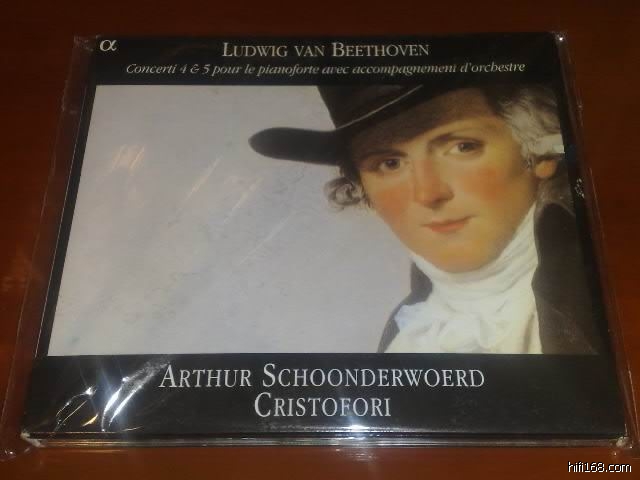 α
LUDWIG VAN BEETHOVEN
Concerti 4 & 5 pour le pianoforte avec accompagnement d'orchestre
ARTHUR SCHOONDERWOERD
CRISTOFORI
hifi168.com